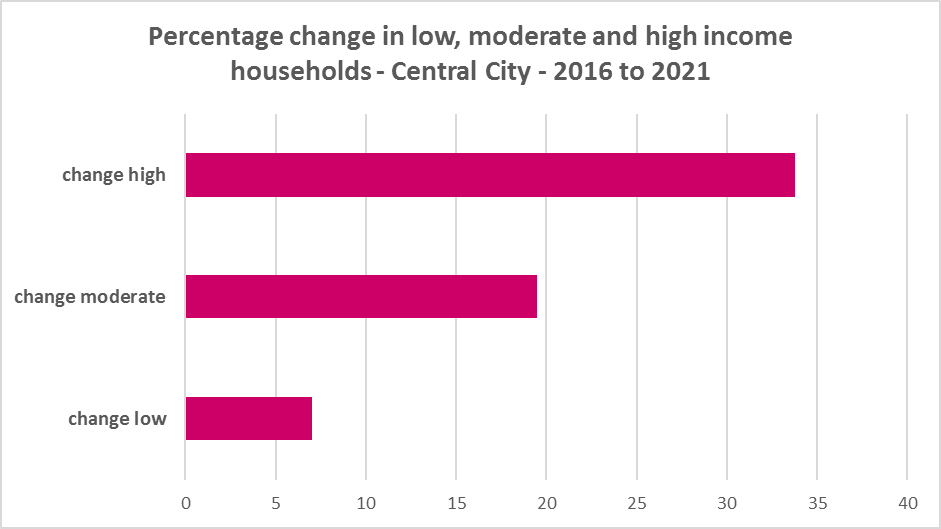 Percentage change in low, moderate and high income
households - Central City - 2016 to 2021
change high
change moderate
change low
0 5 10 15 20 25 30 35 40